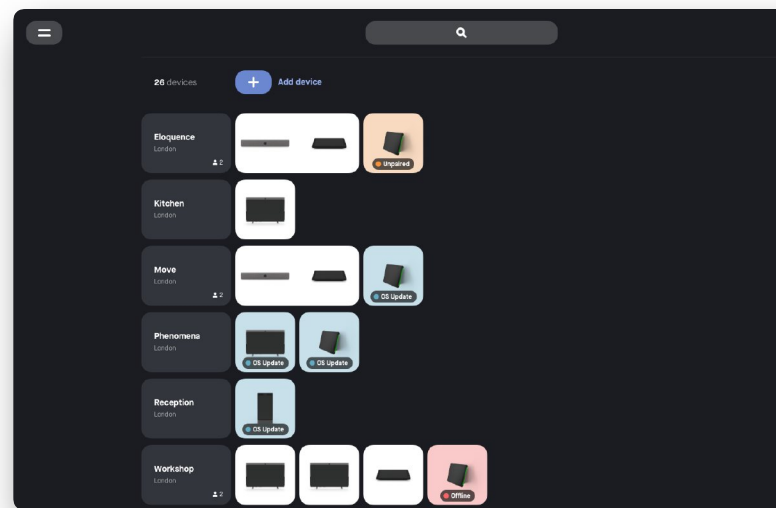 26 devices
Add device
Eloquence
London
2
Unpaired
Kitchen
London
Move
London
2
OS Update
Phenomena
London
OS Update
OS Update
Reception
London
OS Update
Workshop
London
2
Offline